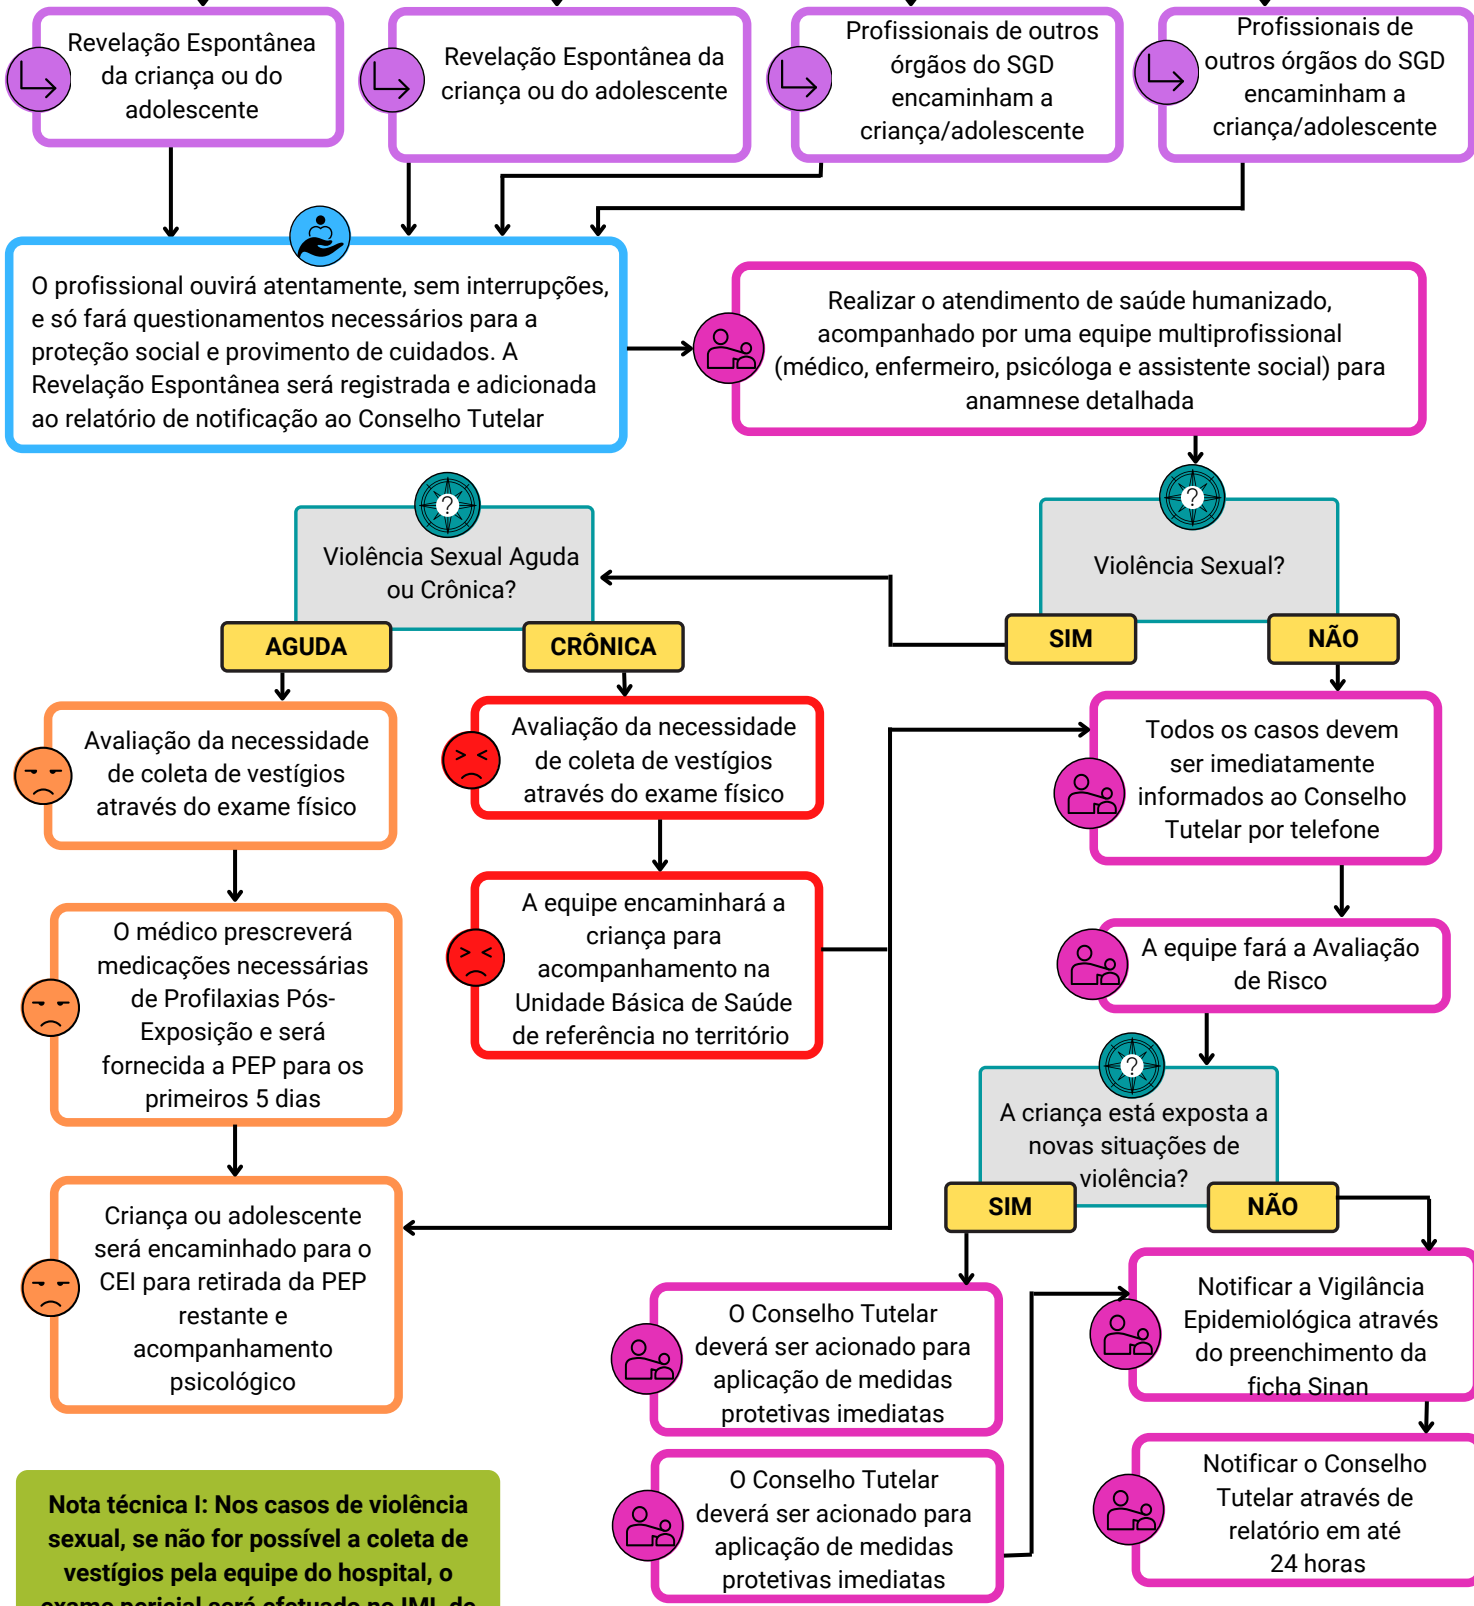 Revelação Espontânea
da criança ou do
adolescente
Revelação Espontânea da
criança ou do adolescente
Profissionais de outros
órgãos do SGD
encaminham a
criança/adolescente
Profissionais de
outros órgãos do SGD
encaminham a
criança/adolescente
O profissional ouvirá atentamente, sem interrupções,
e só fará questionamentos necessários para a
proteção social e provimento de cuidados. A
Revelação Espontânea será registrada e adicionada
ao relatório de notificação ao Conselho Tutelar
Realizar o atendimento de saúde humanizado,
acompanhado por uma equipe multiprofissional
(médico, enfermeiro, psicóloga e assistente social) para
anamnese detalhada
?
Violência Sexual?
SIM
NÃO
?
Violência Sexual Aguda
ou Crônica?
AGUDA
CRÔNICA
Avaliação da necessidade
de coleta de vestígios
através do exame físico
O médico prescreverá
medicações necessárias
de Profilaxias Pós-
Exposição e será
fornecida a PEP para os
primeiros 5 dias
Criança ou adolescente
será encaminhado para o
CEI para retirada da PEP
restante e
acompanhamento
psicológico
Avaliação da necessidade
de coleta de vestígios
através do exame físico
A equipe encaminhará a
criança para
acompanhamento na
Unidade Básica de Saúde
de referência no território
Todos os casos devem
ser imediatamente
informados ao Conselho
Tutelar por telefone
A equipe fará a Avaliação
de Risco
?
A criança está exposta a
novas situações de
violência?
SIM
NÃO
O Conselho Tutelar
deverá ser acionado para
aplicação de medidas
protetivas imediatas
O Conselho Tutelar
deverá ser acionado para
aplicação de medidas
protetivas imediatas
Notificar a Vigilância
Epidemiológica através
do preenchimento da
ficha Sinan
Notificar o Conselho
Tutelar através de
relatório em até
24 horas
Nota técnica I: Nos casos de violência
sexual, se não for possível a coleta de
vestígios pela equipe do hospital, o
exame pericial será efetuado no IML de